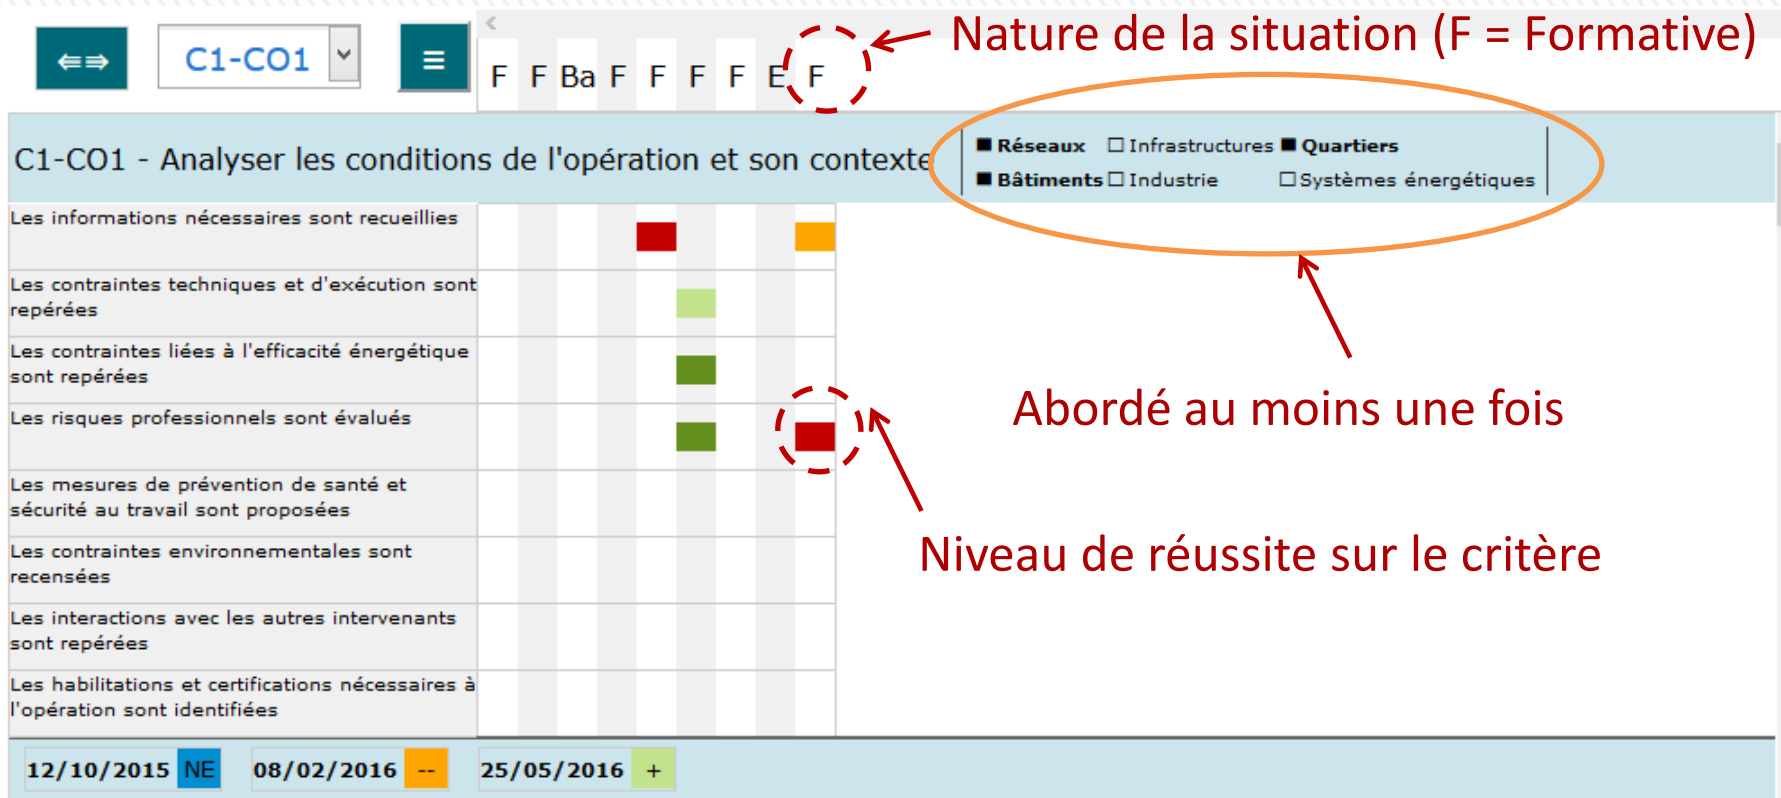 Nature de la situation (F = Formative)
⇐⇒ C1-CO1 ≡ <
F F Ba F F F F E F
C1-CO1 - Analyser les conditions de l'opération et son contexte
■ Réseaux □ Infrastructures ■ Quartiers
■ Bâtiments □ Industrie □ Systèmes énergétiques
Les informations nécessaires sont recueillies
Les contraintes techniques et d'exécution sont
repérées
Les contraintes liées à l'efficacité énergétique
sont repérées
Les risques professionnels sont évalués
Abordé au moins une fois
Les mesures de prévention de santé et
sécurité au travail sont proposées
Niveau de réussite sur le critère
Les contraintes environnementales sont
recensées
Les interactions avec les autres intervenants
sont repérées
Les habilitations et certifications nécessaires à
l'opération sont identifiées
12/10/2015 NE 08/02/2016 -- 25/05/2016 +